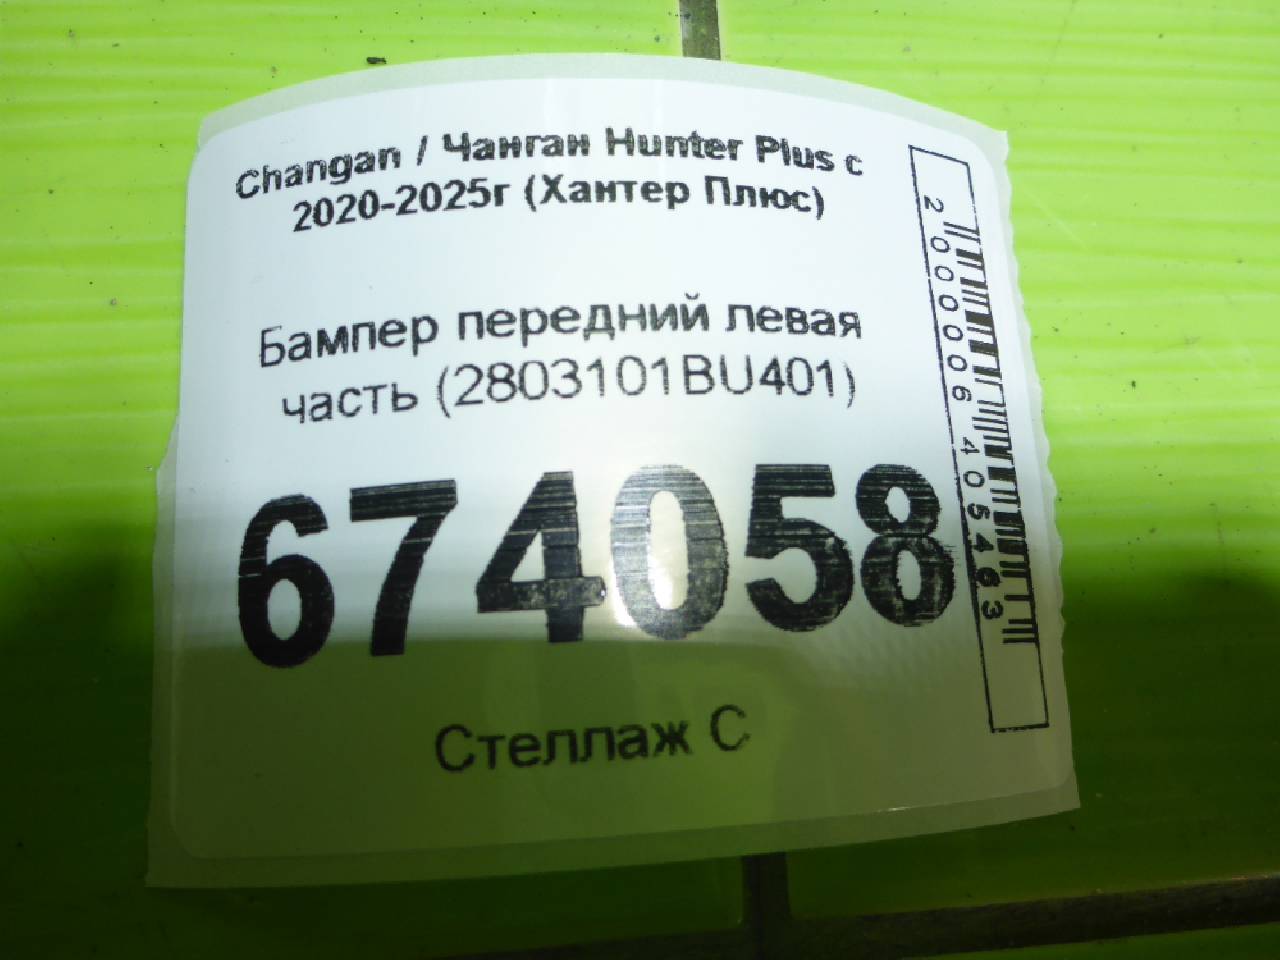 Changan / Чанган Hunter Plus с
2020-2025г (Хантер Плюс)
Бампер передний левая
часть (2803101BU401)
674058
Стеллаж С
2000006405463